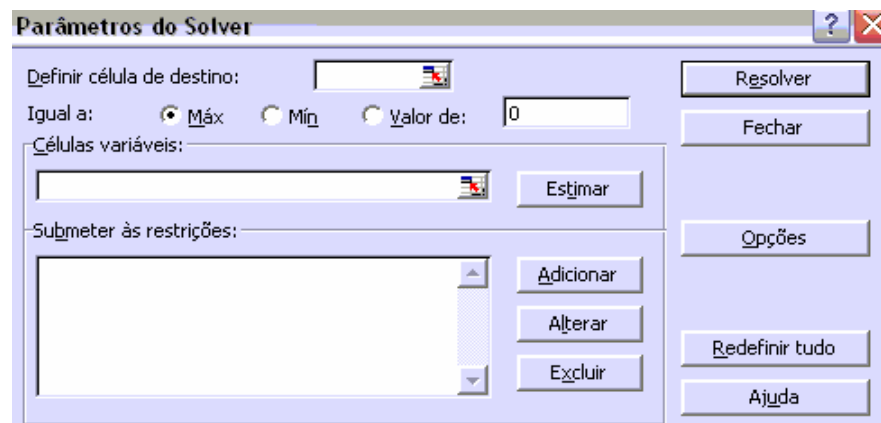 Parâmetros do Solver
Definir célula de destino:
Resolver
Igual a: Máx Mín Valor de: 0
Fechar
Células variáveis:
Estimar
Submeter às restrições:
Opções
Adicionar
Alterar
Redefinir tudo
Excluir
Ajuda